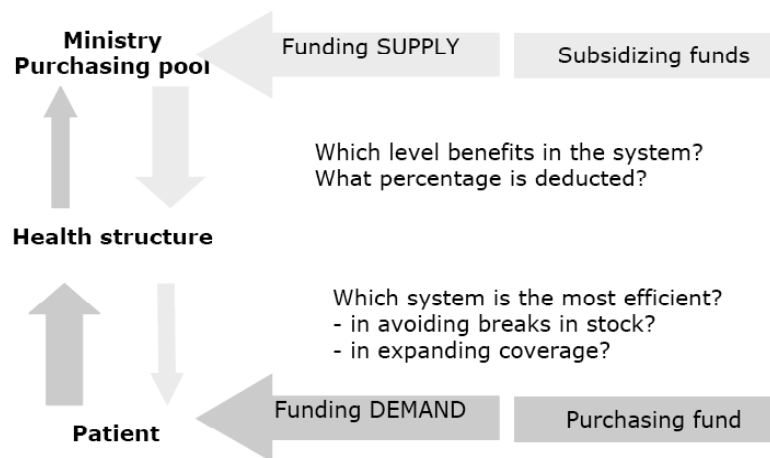 Ministry
Purchasing pool
Funding SUPPLY
Subsidizing funds
Which level benefits in the system?
What percentage is deducted?
Health structure
Which system is the most efficient?
- in avoiding breaks in stock?
- in expanding coverage?
Patient
Funding DEMAND
Purchasing fund